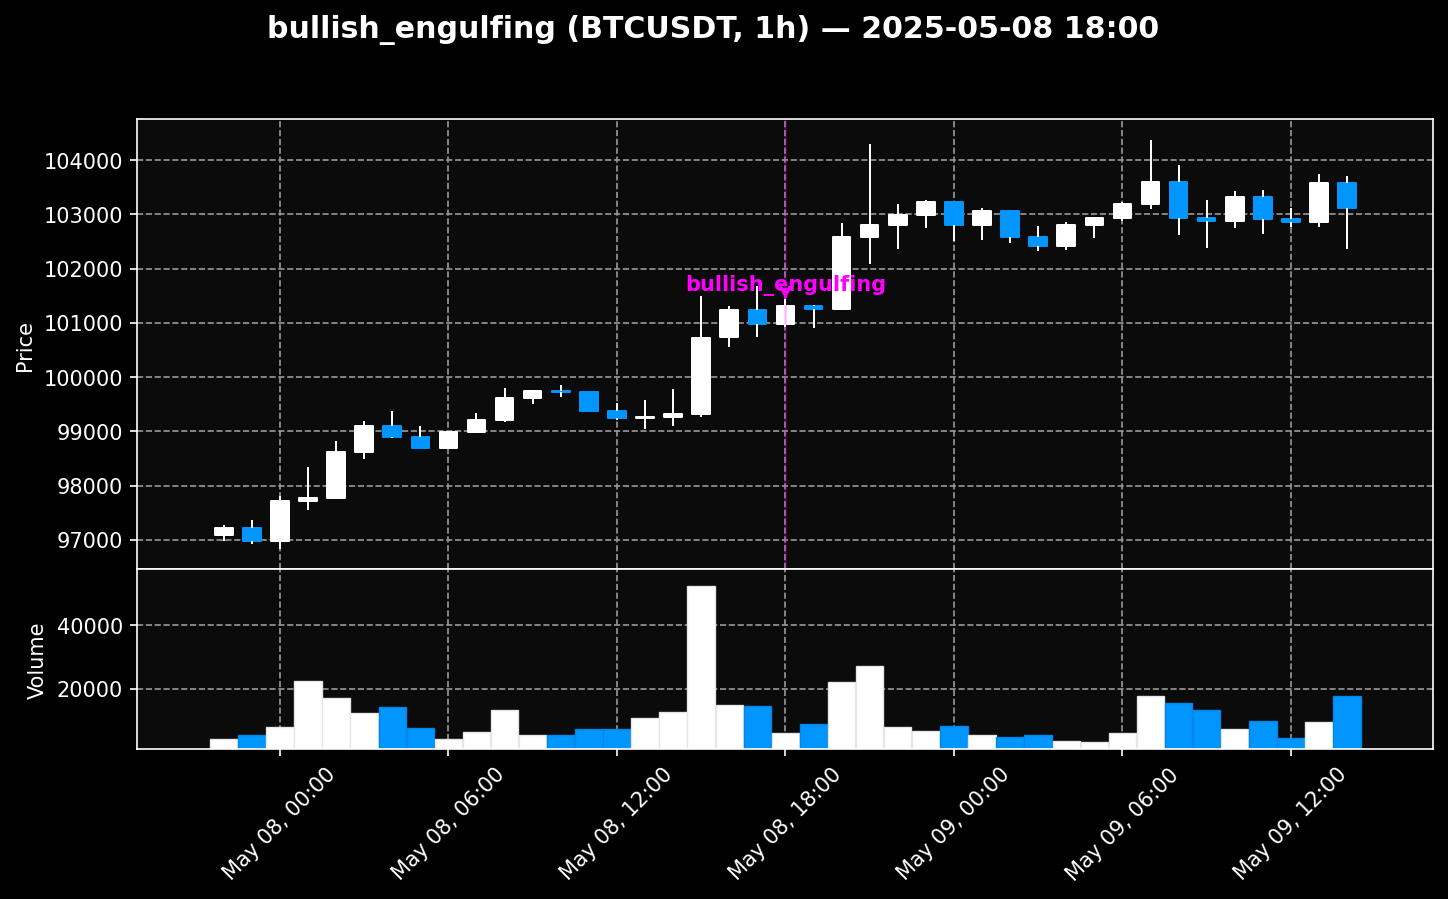 bullish_engulfing (BTCUSDT, 1h) — 2025-05-08 18:00
104000
103000
102000
101000
100000
99000
98000
97000
Price
bullish_engulfing
40000
20000
Volume
May 08, 00:00
May 08, 06:00
May 08, 12:00
May 08, 18:00
May 09, 00:00
May 09, 06:00
May 09, 12:00